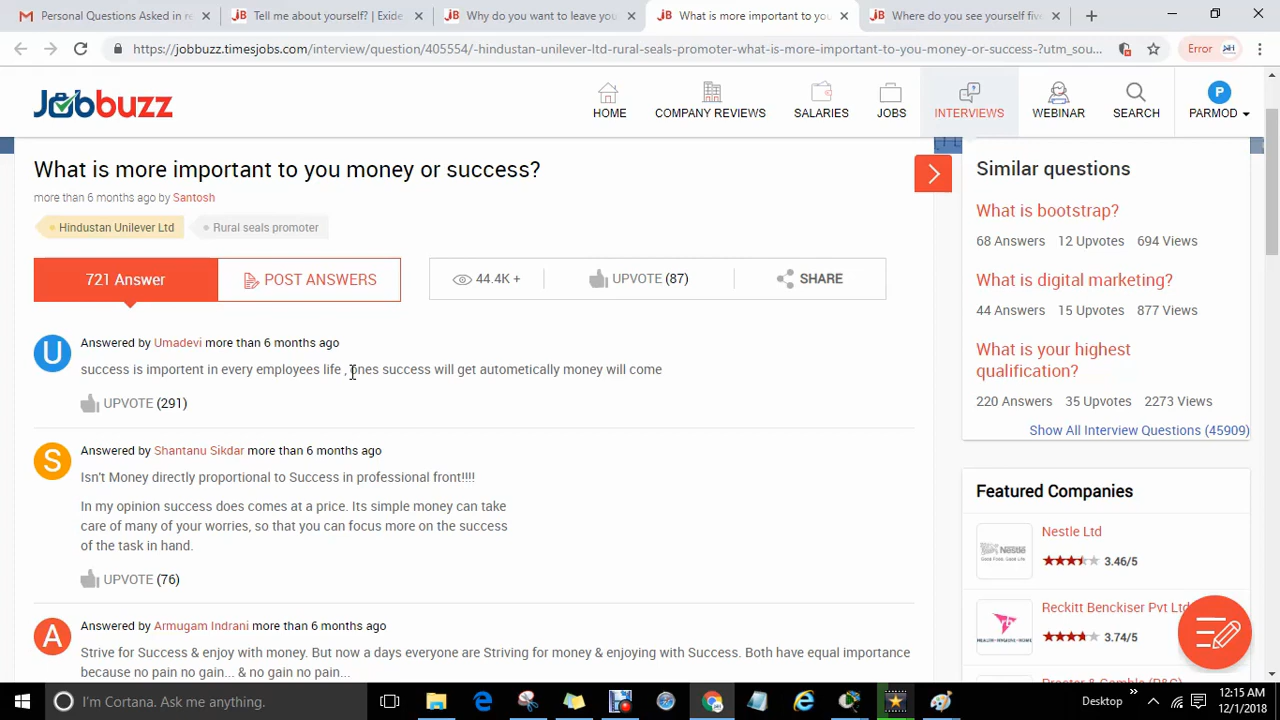 Personal Questions Asked in re
Tell me about yourself? | Exide
Why do you want to leave your
What is more important to you
Where do you see yourself five
https://jobbuzz.timesjobs.com/interview/question/405554/-hindustan-unilever-ltd-rural-seals-promoter-what-is-more-important-to-you-money-or-success-?utm_sou...
Error
Jobbuzz
HOME
COMPANY REVIEWS
SALARIES
JOBS
INTERVIEWS
WEBINAR
SEARCH
P
PARMOD
What is more important to you money or success?
more than 6 months ago by Santosh
Hindustan Unilever Ltd
Rural seals promoter
721 Answer
POST ANSWERS
44.4K +
UPVOTE (87)
SHARE
U
Answered by Umadevi more than 6 months ago
success is importent in every employees life , ones success will get autometically money will come
UPVOTE (291)
S
Answered by Shantanu Sikdar more than 6 months ago
Isn't Money directly proportional to Success in professional front!!!!
In my opinion success does comes at a price. Its simple money can take
care of many of your worries, so that you can focus more on the success
of the task in hand.
UPVOTE (76)
A
Answered by Armugam Indrani more than 6 months ago
Strive for Success & enjoy with money. But now a days everyone are Striving for money & enjoying with Success. Both have equal importance
because no pain no gain... & no gain no pain...
Similar questions
What is bootstrap?
68 Answers 12 Upvotes 694 Views
What is digital marketing?
44 Answers 15 Upvotes 877 Views
What is your highest
qualification?
220 Answers 35 Upvotes 2273 Views
Show All Interview Questions (45909)
Featured Companies
Nestle Ltd
Nestle
3.46/5
Reckitt Benckiser Pvt Ltd
3.74/5
Procter & Gamble (P&G)
I'm Cortana. Ask me anything.
Desktop
12:15 AM
12/1/2018